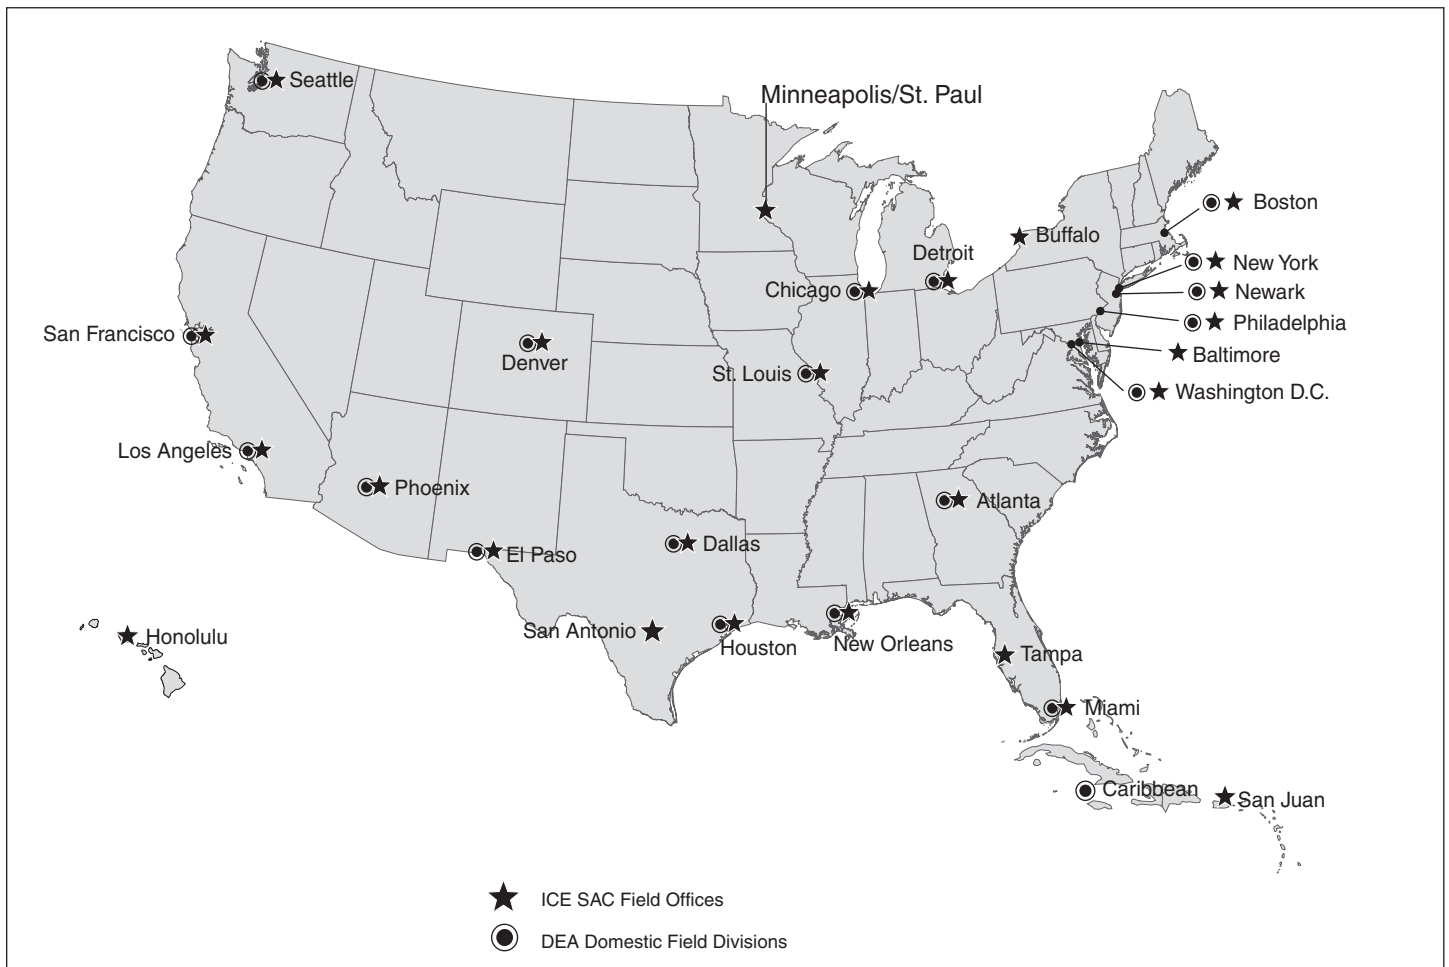 Seattle
Minneapolis/St. Paul
Boston
Buffalo
Detroit
New York
Chicago
Newark
Philadelphia
San Francisco
Baltimore
Denver
St. Louis
Washington D.C.
Los Angeles
Phoenix
Atlanta
Dallas
El Paso
San Antonio
Honolulu
Houston
New Orleans
Tampa
Miami
Caribbean
San Juan
ICE SAC Field Offices
DEA Domestic Field Divisions